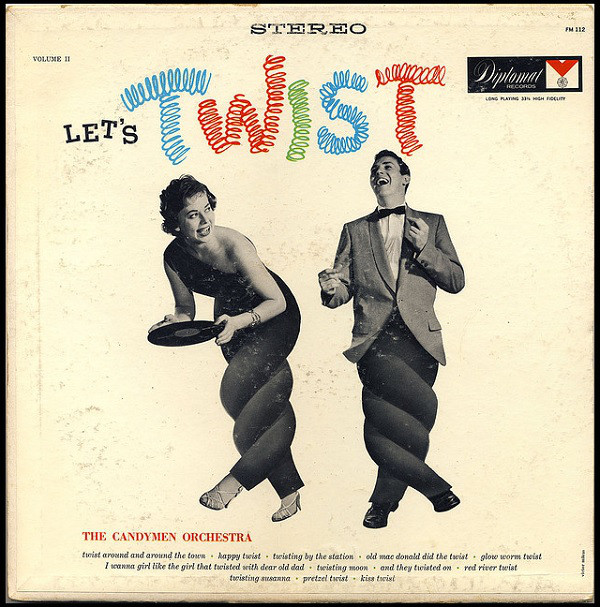 STEREO
FM 112
VOLUME II
Diplomat
RECORDS
LONG PLAYING 33⅓ HIGH FIDELITY
LET'S TWIST
THE CANDYMEN ORCHESTRA
twist around and around the town • happy twist • twisting by the station • old mac donald did the twist • glow worm twist
I wanna girl like the girl that twisted with dear old dad • twisting moon • and they twisted on • red river twist
twisting susanna • pretzel twist • kiss twist